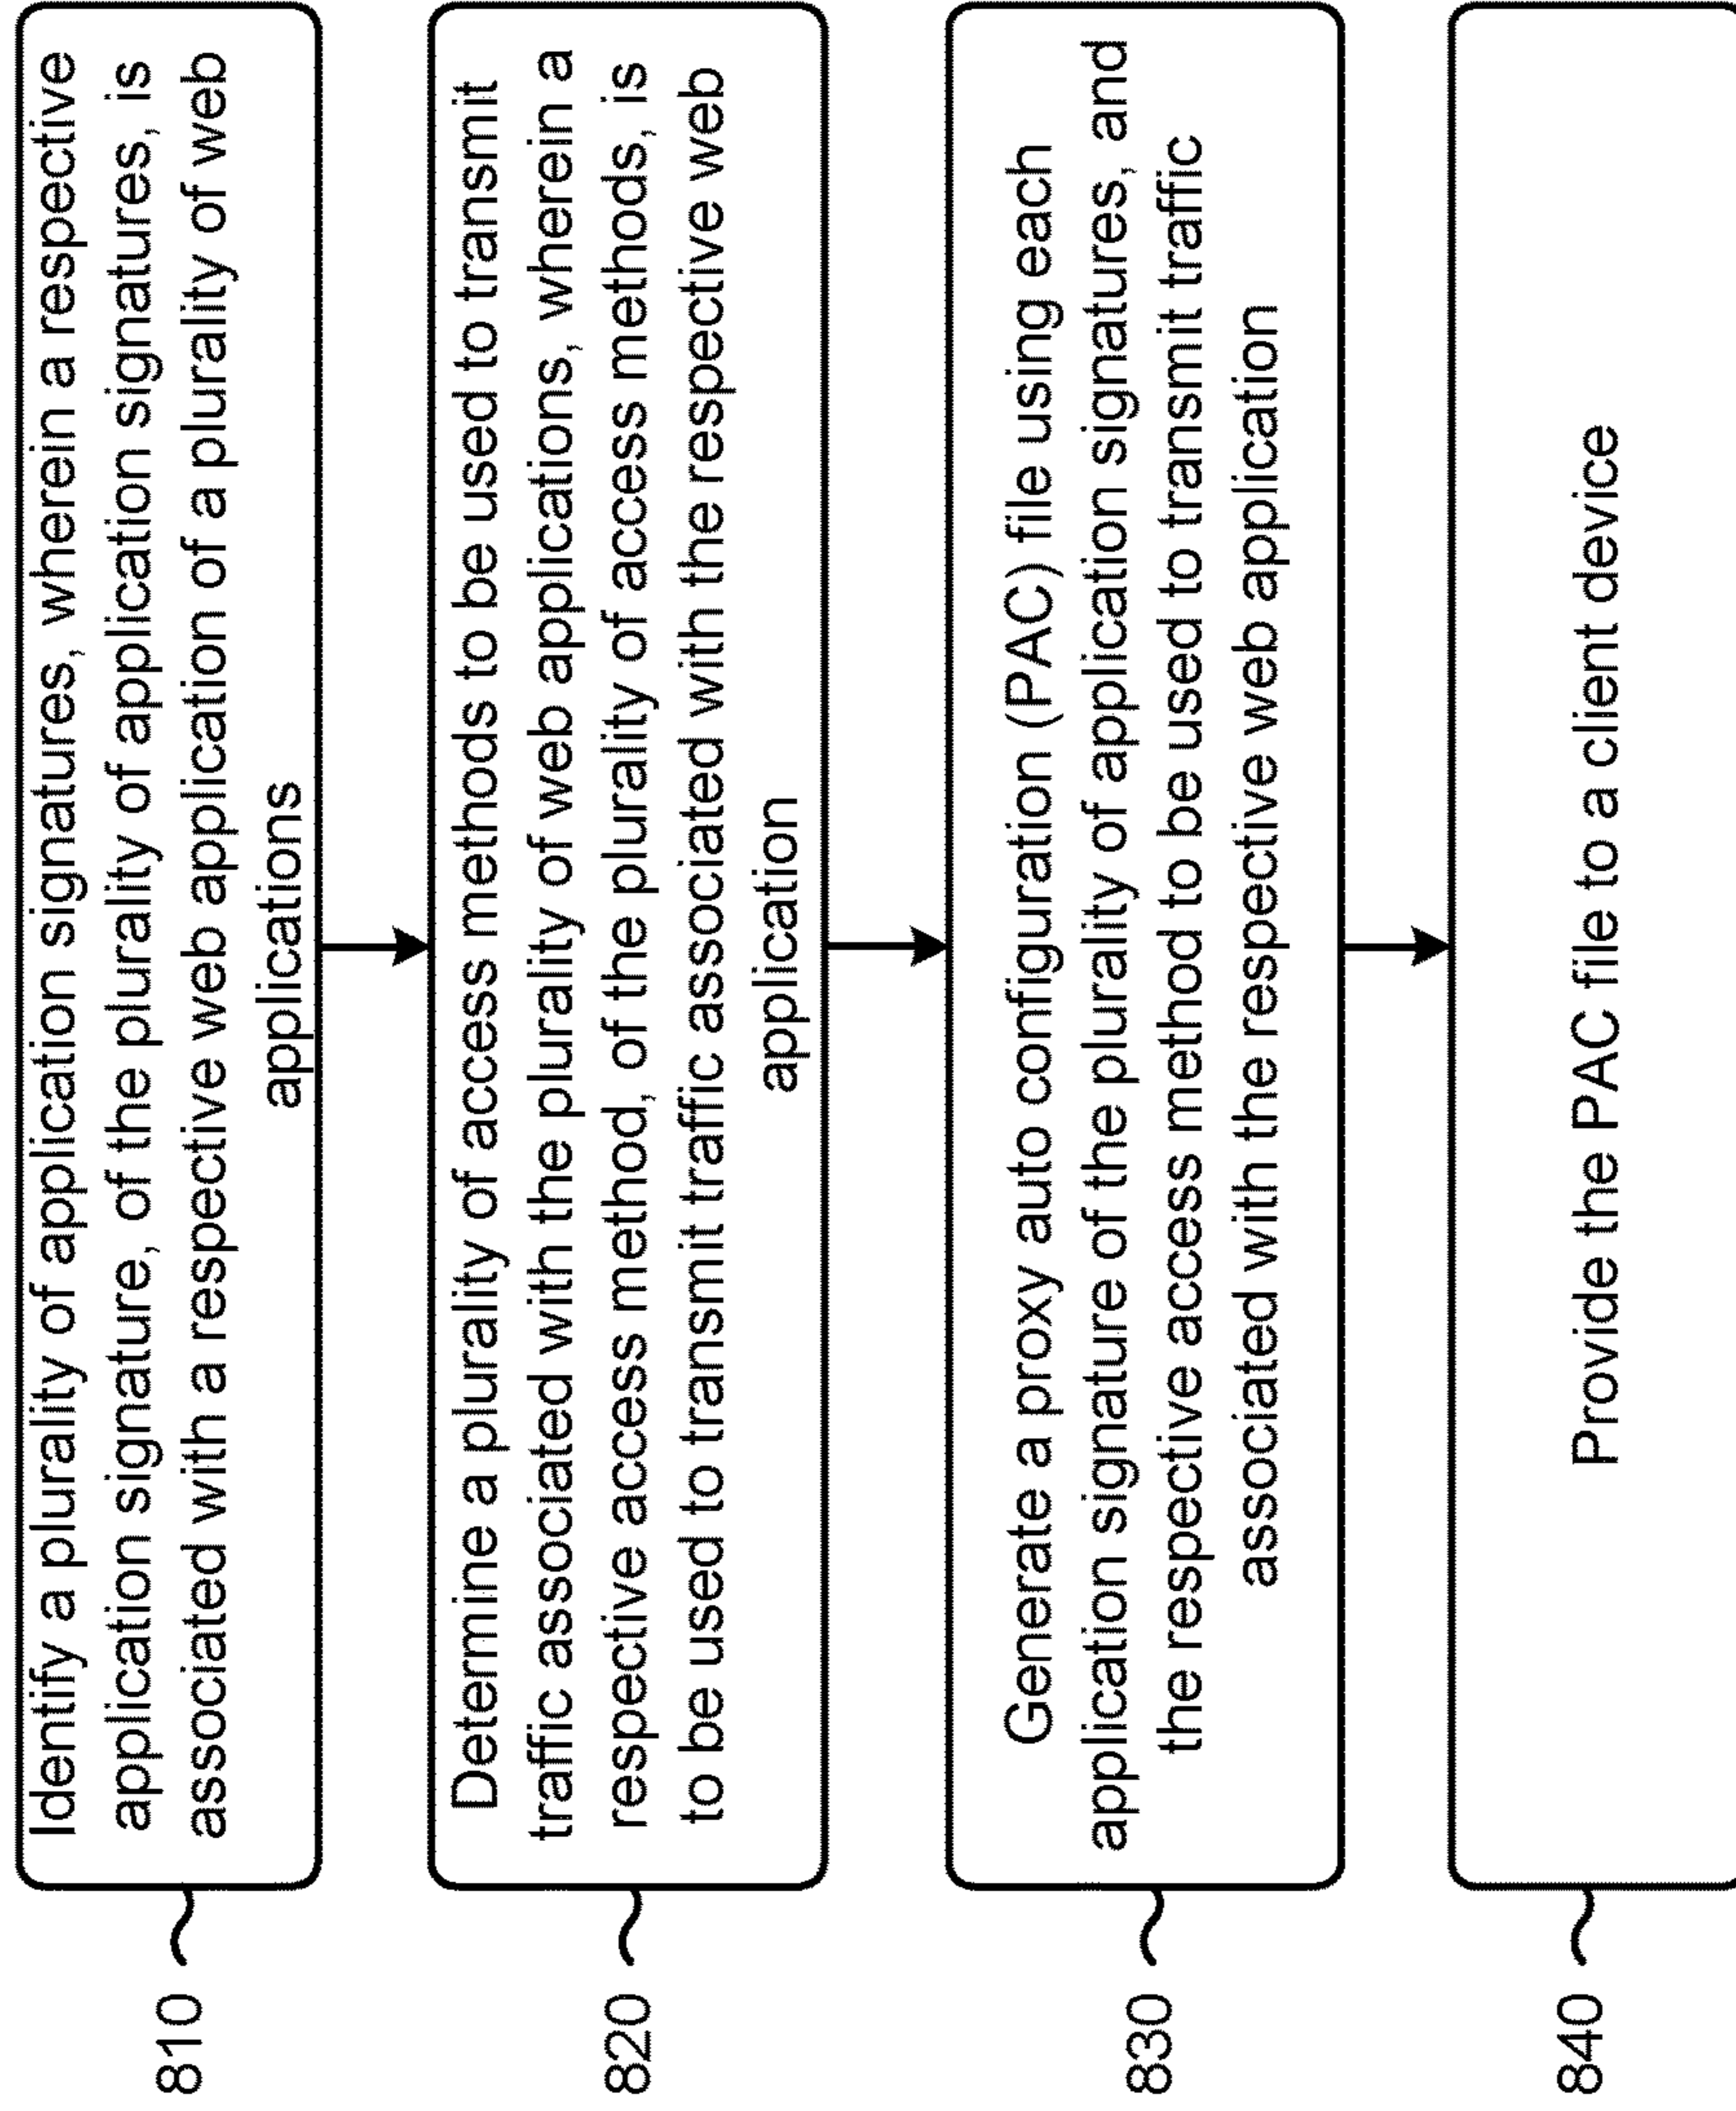 810
Identify a plurality of application signatures, wherein a respective
application signature, of the plurality of application signatures, is
associated with a respective web application of a plurality of web
applications
820
Determine a plurality of access methods to be used to transmit
traffic associated with the plurality of web applications, wherein a
respective access method, of the plurality of access methods, is
to be used to transmit traffic associated with the respective web
application
830
Generate a proxy auto configuration (PAC) file using each
application signature of the plurality of application signatures, and
the respective access method to be used to transmit traffic
associated with the respective web application
840
Provide the PAC file to a client device